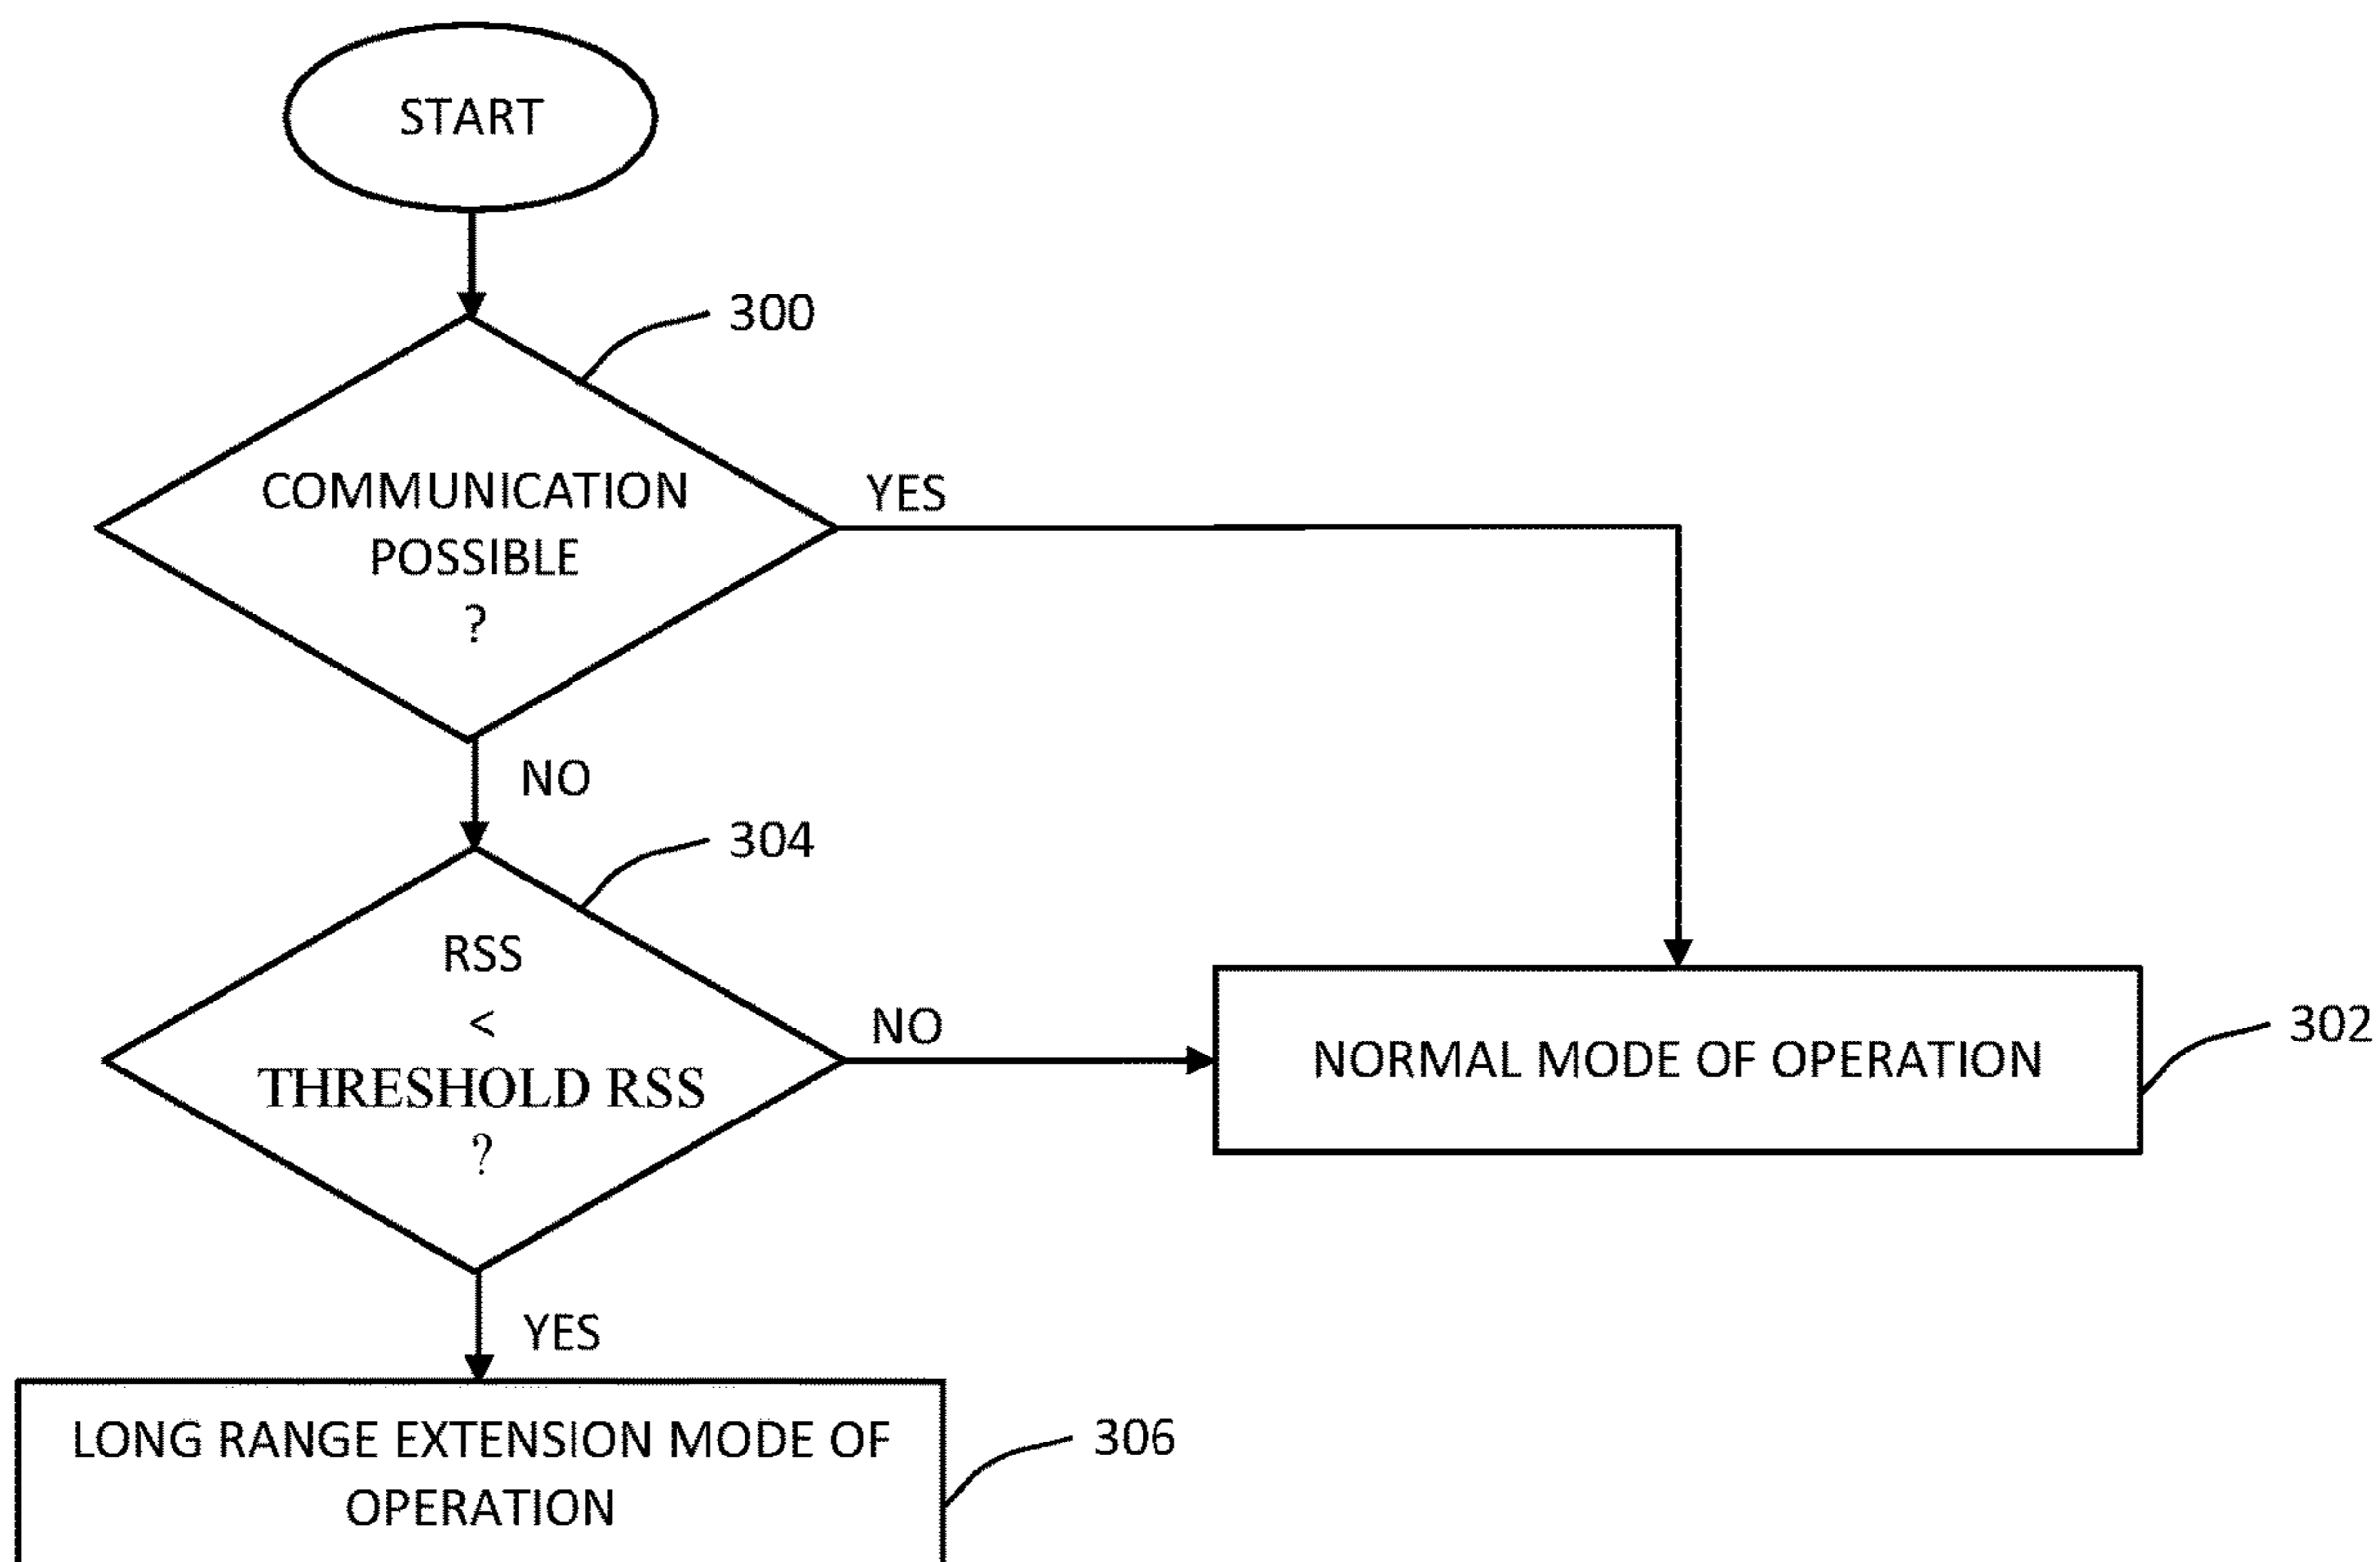 START
300
COMMUNICATION
POSSIBLE
?
YES
NO
304
RSS
<
THRESHOLD RSS
?
NO
NORMAL MODE OF OPERATION
302
YES
LONG RANGE EXTENSION MODE OF
OPERATION
306